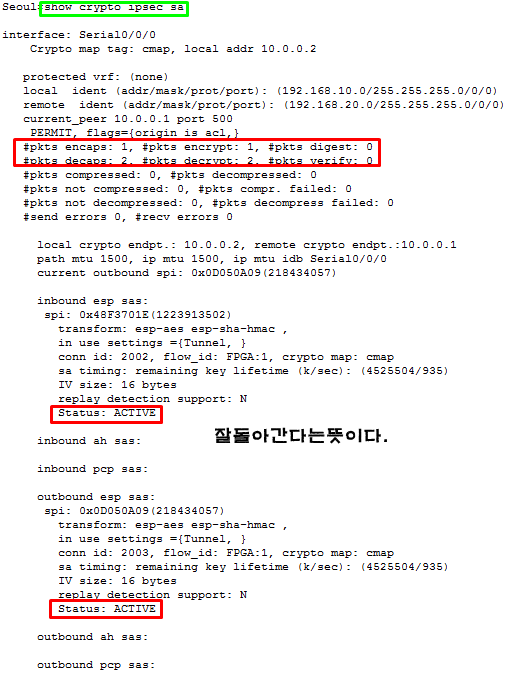 Seoul#show crypto ipsec sa
interface: Serial0/0/0
Crypto map tag: cmap, local addr 10.0.0.2
protected vrf: (none)
local ident (addr/mask/prot/port): (192.168.10.0/255.255.255.0/0/0)
remote ident (addr/mask/prot/port): (192.168.20.0/255.255.255.0/0/0)
current_peer 10.0.0.1 port 500
PERMIT, flags={origin is acl,}
#pkts encaps: 1, #pkts encrypt: 1, #pkts digest: 0
#pkts decaps: 2, #pkts decrypt: 2, #pkts verify: 0
#pkts compressed: 0, #pkts decompressed: 0
#pkts not compressed: 0, #pkts compr. failed: 0
#pkts not decompressed: 0, #pkts decompress failed: 0
#send errors 0, #recv errors 0
local crypto endpt.: 10.0.0.2, remote crypto endpt.:10.0.0.1
path mtu 1500, ip mtu 1500, ip mtu idb Serial0/0/0
current outbound spi: 0x0D050A09(218434057)
inbound esp sas:
spi: 0x48F3701E(1223913502)
transform: esp-aes esp-sha-hmac ,
in use settings ={Tunnel, }
conn id: 2002, flow_id: FPGA:1, crypto map: cmap
sa timing: remaining key lifetime (k/sec): (4525504/935)
IV size: 16 bytes
replay detection support: N
Status: ACTIVE
잘돌아간다는뜻이다.
inbound ah sas:
inbound pcp sas:
outbound esp sas:
spi: 0x0D050A09(218434057)
transform: esp-aes esp-sha-hmac ,
in use settings ={Tunnel, }
conn id: 2003, flow_id: FPGA:1, crypto map: cmap
sa timing: remaining key lifetime (k/sec): (4525504/935)
IV size: 16 bytes
replay detection support: N
Status: ACTIVE
outbound ah sas:
outbound pcp sas: